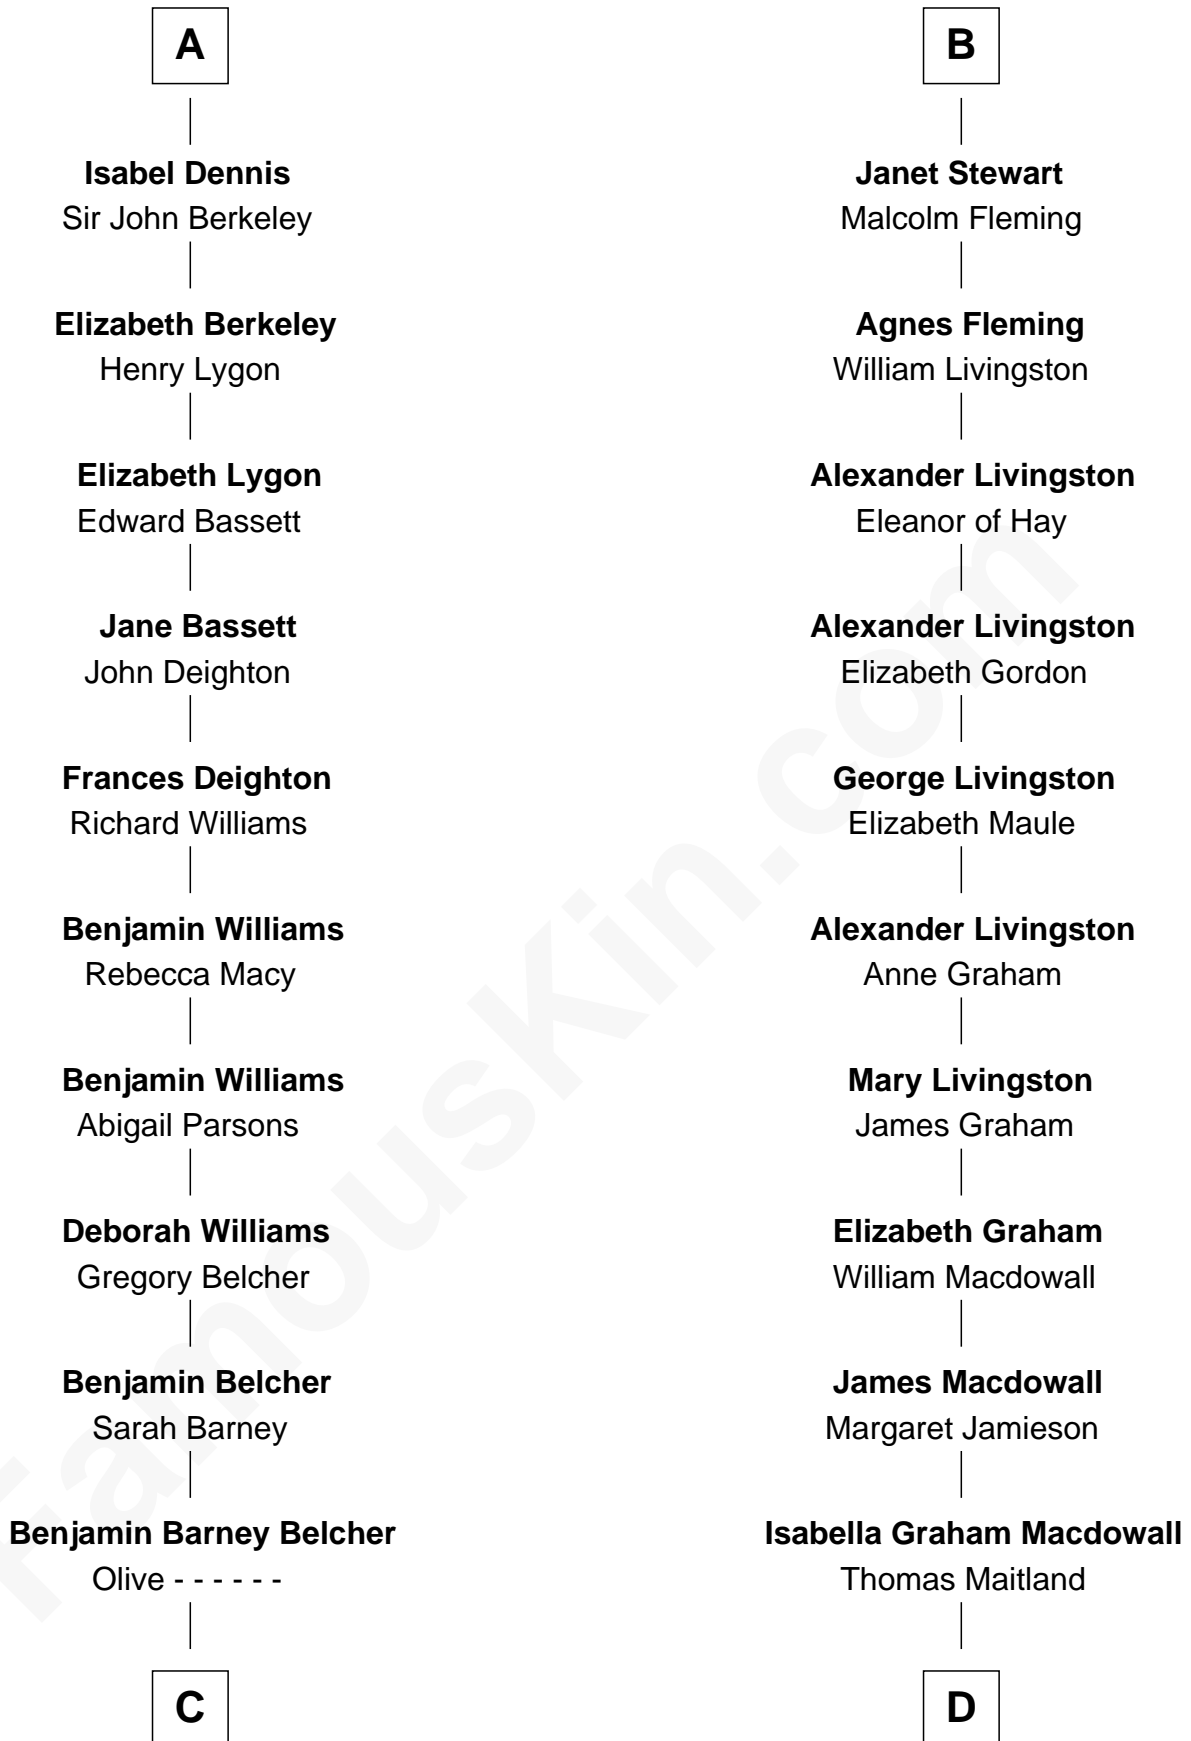 A
Isabel Dennis
Sir John Berkeley
Elizabeth Berkeley
Henry Lygon
Elizabeth Lygon
Edward Bassett
Jane Bassett
John Deighton
Frances Deighton
Richard Williams
Benjamin Williams
Rebecca Macy
Benjamin Williams
Abigail Parsons
Deborah Williams
Gregory Belcher
Benjamin Belcher
Sarah Barney
Benjamin Barney Belcher
Olive - - - - - -
C
B
Janet Stewart
Malcolm Fleming
Agnes Fleming
William Livingston
Alexander Livingston
Eleanor of Hay
Alexander Livingston
Elizabeth Gordon
George Livingston
Elizabeth Maule
Alexander Livingston
Anne Graham
Mary Livingston
James Graham
Elizabeth Graham
William Macdowall
James Macdowall
Margaret Jamieson
Isabella Graham Macdowall
Thomas Maitland
D
FamousKin.com